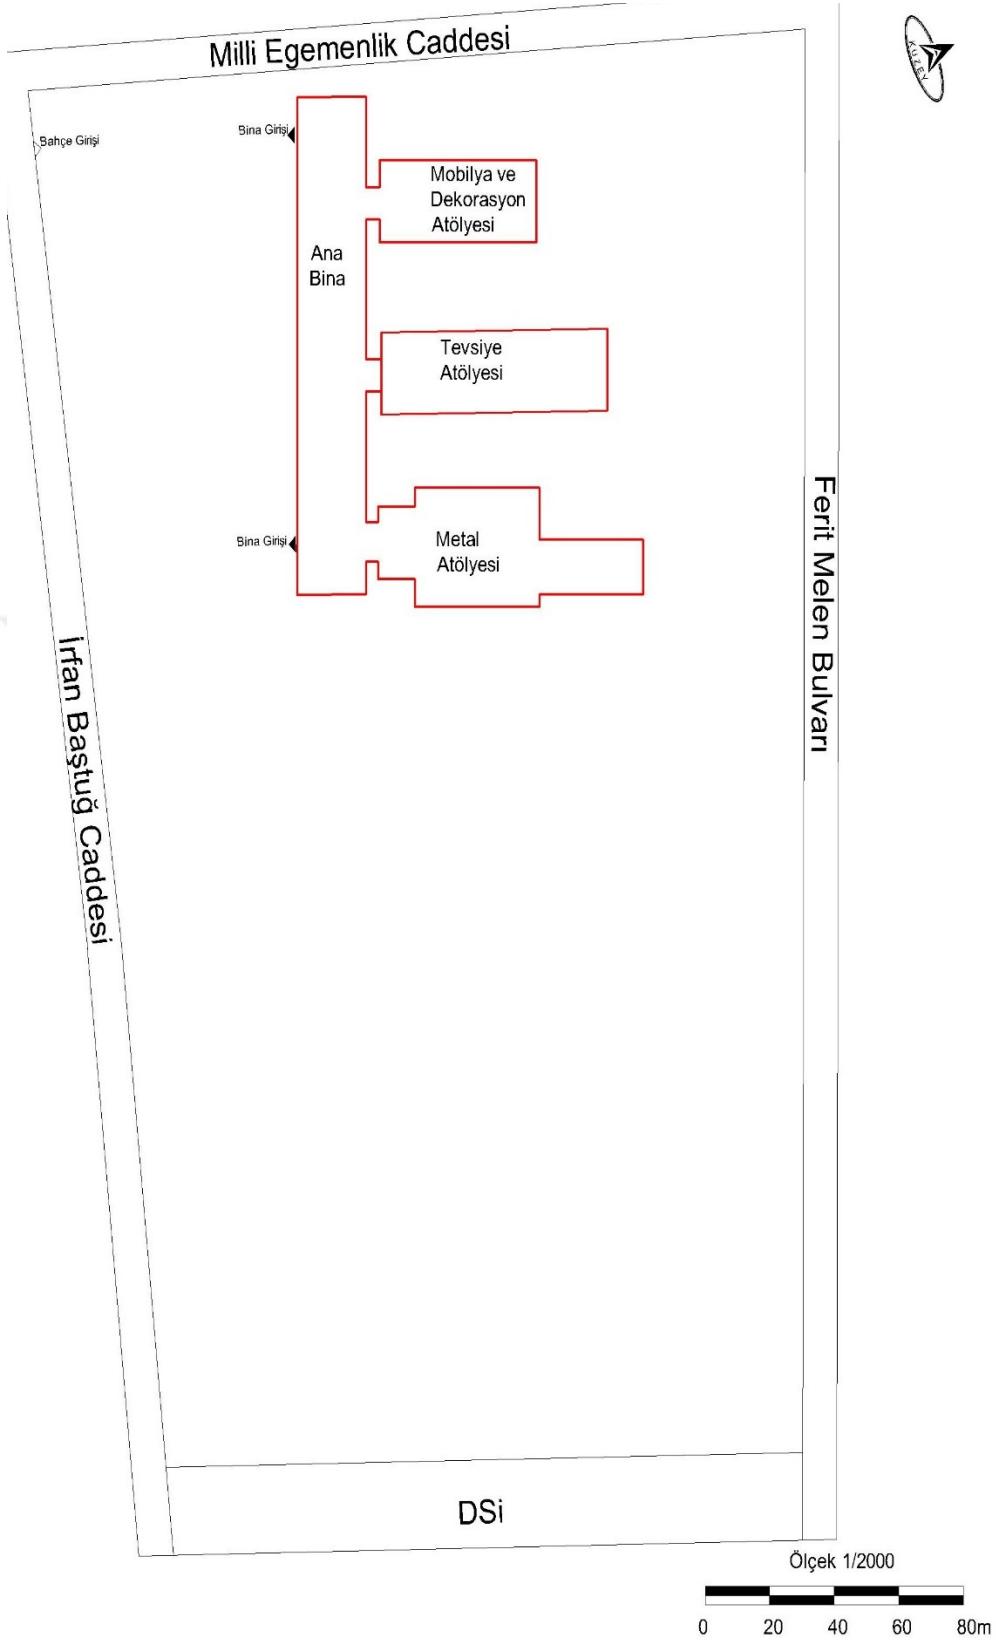 Milli Egemenlik Caddesi
KUZEY
Bahçe Girişi
Bina Girişi
Mobilya ve
Dekorasyon
Atölyesi
Ana
Bina
Tevsiye
Atölyesi
Bina Girişi
Metal
Atölyesi
Ferit Melen Bulvarı
İrfan Baştuğ Caddesi
DSi
Ölçek 1/2000
0 20 40 60 80m